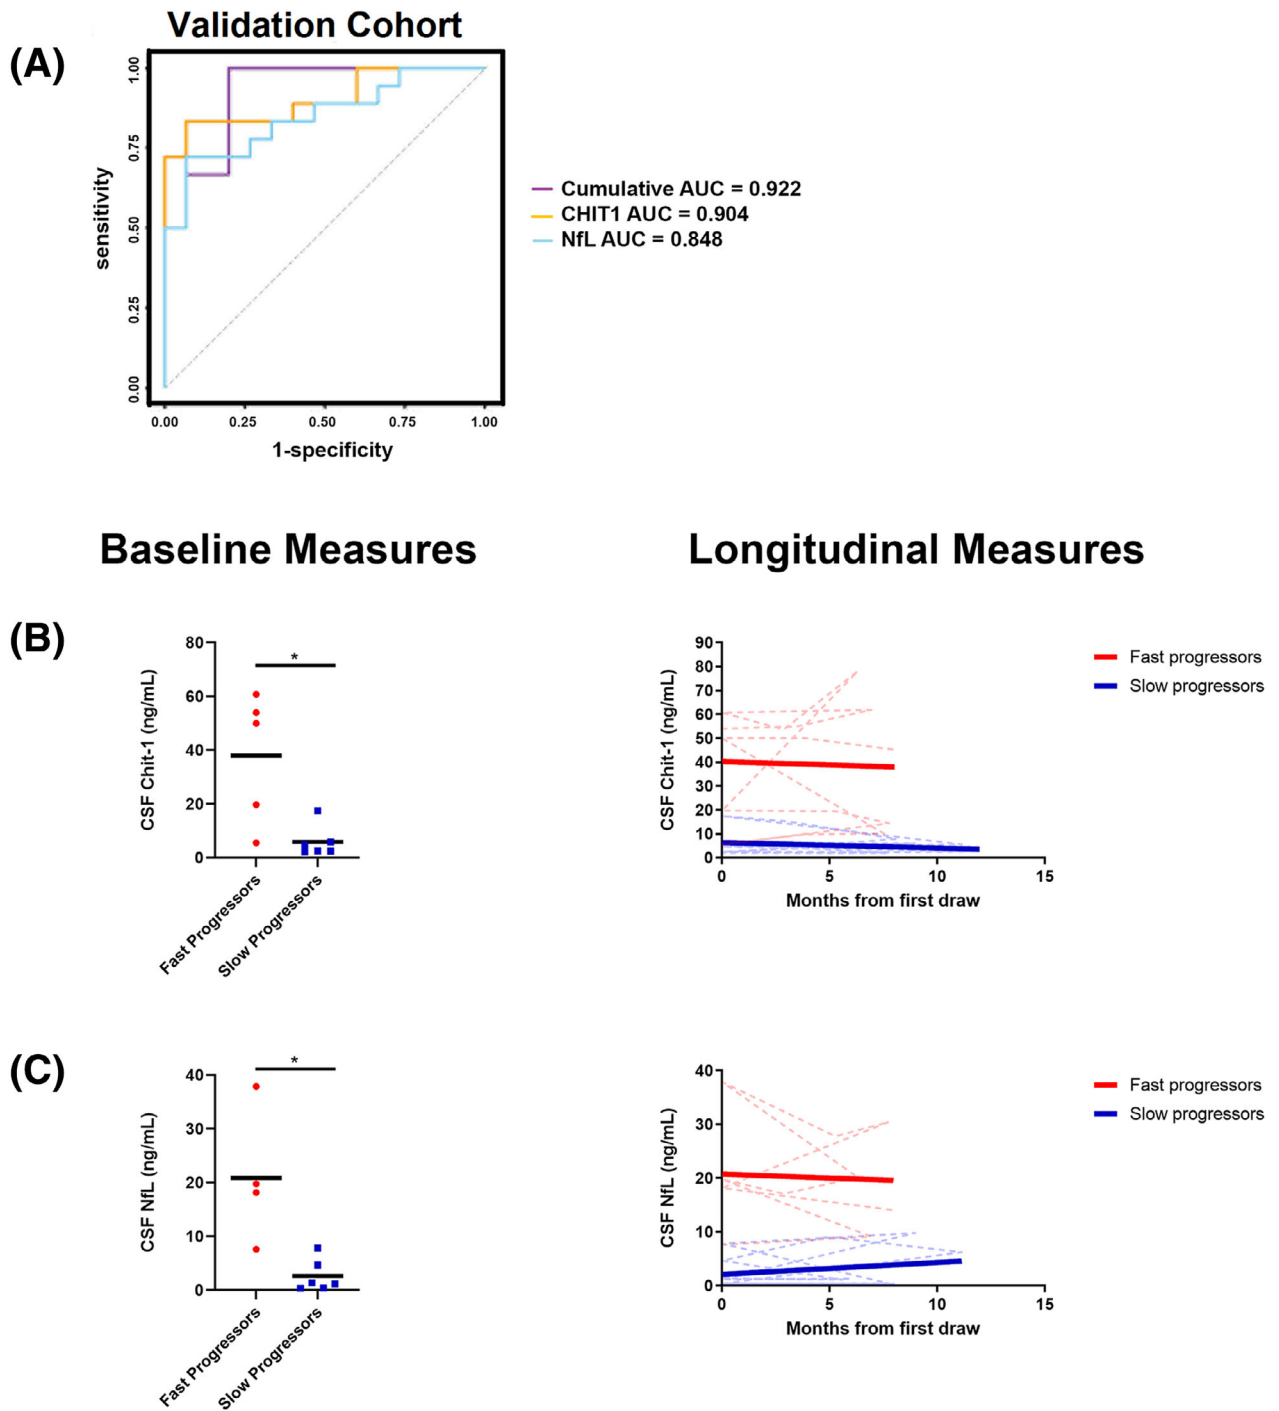 Validation Cohort
(A)
1.00
0.75
0.50
0.25
0.00
sensitivity
0.00 0.25 0.50 0.75 1.00
1-specificity
Cumulative AUC = 0.922
CHIT1 AUC = 0.904
NfL AUC = 0.848
Baseline Measures
Longitudinal Measures
(B)
80
60
40
20
0
CSF Chit-1 (ng/mL)
*
Fast Progressors
Slow Progressors
90
80
70
60
50
40
30
20
10
0
CSF Chit-1 (ng/mL)
0 5 10 15
Months from first draw
Fast progressors
Slow progressors
(C)
40
30
20
10
0
CSF NfL (ng/mL)
*
Fast Progressors
Slow Progressors
40
30
20
10
0
CSF NfL (ng/mL)
0 5 10 15
Months from first draw
Fast progressors
Slow progressors